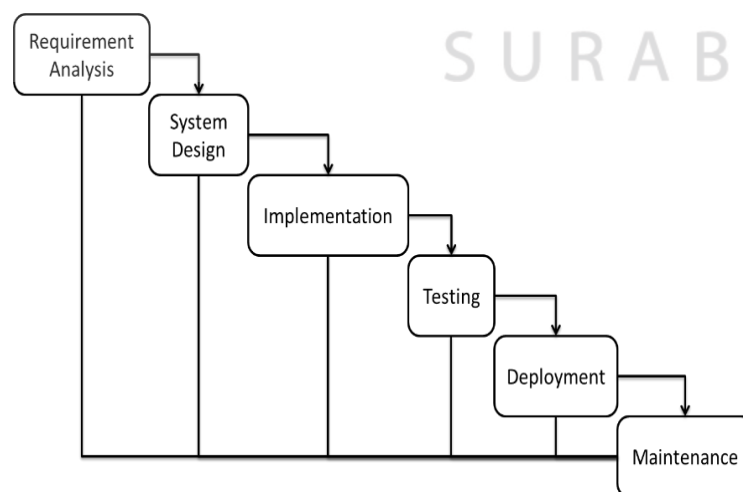 SURAB
Requirement
Analysis
System
Design
Implementation
Testing
Deployment
Maintenance